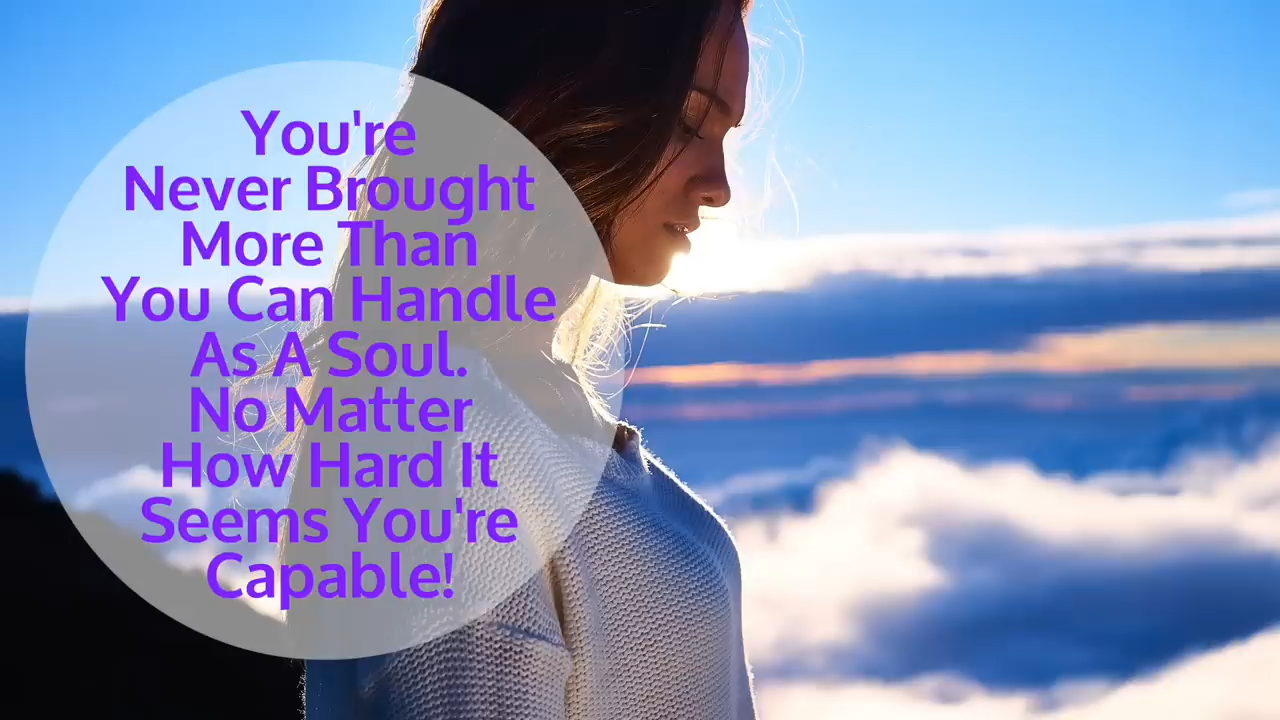 You're
Never Brought
More Than
You Can Handle
As A Soul.
No Matter
How Hard It
Seems You're
Capable!